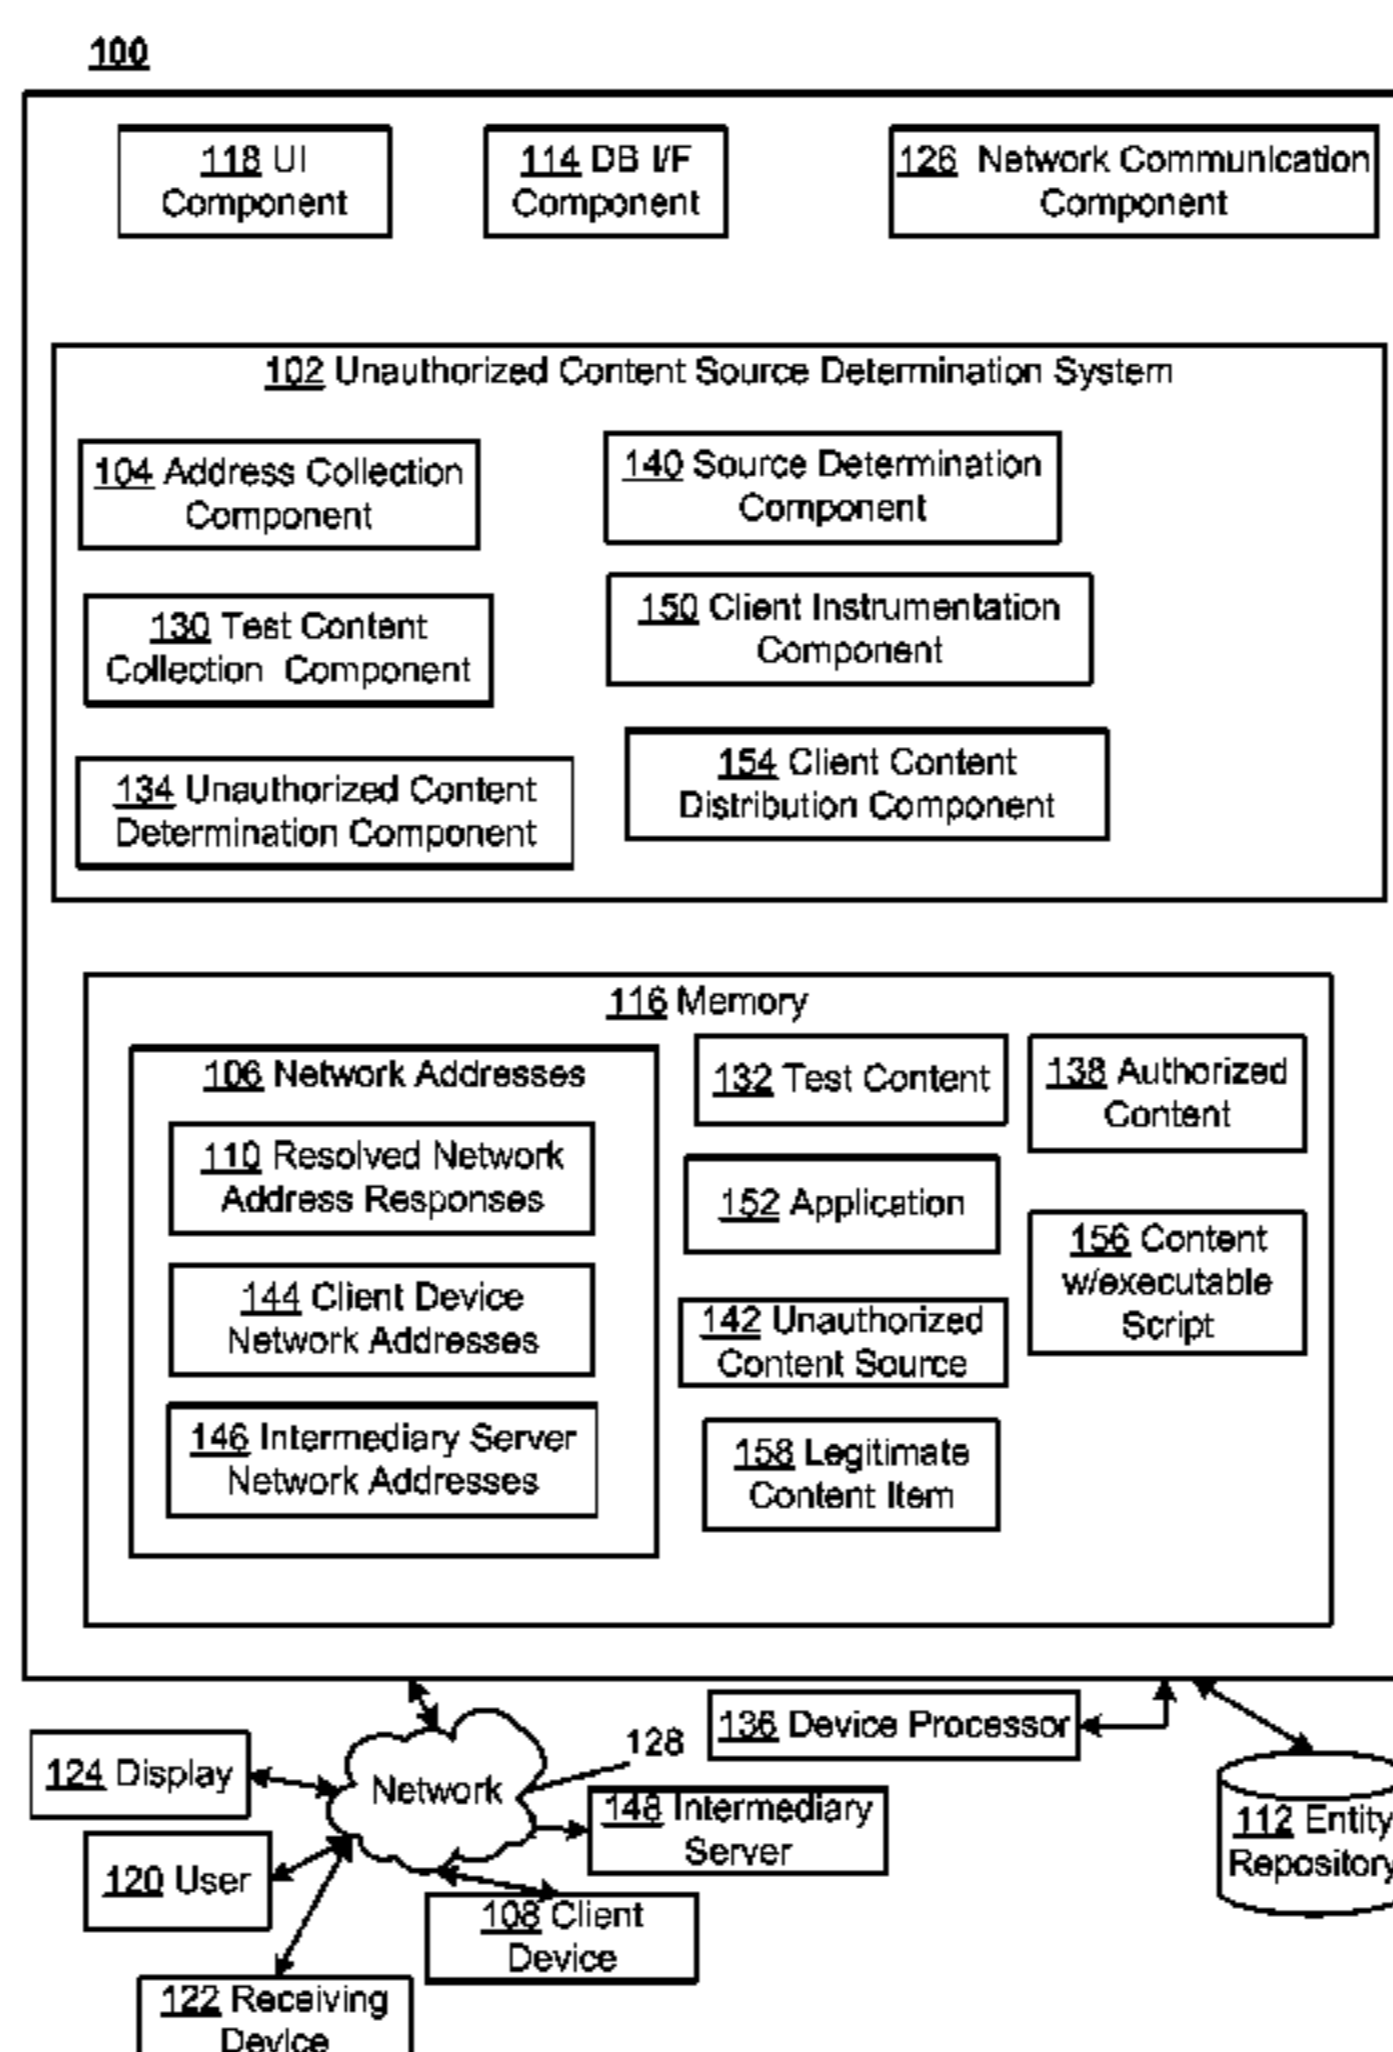 100
118 UI
Component
114 DB I/F
Component
126 Network Communication
Component
102 Unauthorized Content Source Determination System
104 Address Collection
Component
140 Source Determination
Component
130 Test Content
Collection Component
150 Client Instrumentation
Component
134 Unauthorized Content
Determination Component
154 Client Content
Distribution Component
116 Memory
106 Network Addresses
110 Resolved Network
Address Responses
144 Client Device
Network Addresses
146 Intermediary Server
Network Addresses
132 Test Content
152 Application
142 Unauthorized
Content Source
158 Legitimate
Content Item
138 Authorized
Content
156 Content
w/executable
Script
136 Device Processor
128
Network
124 Display
148 Intermediary
Server
112 Entity
Repository
120 User
108 Client
Device
122 Receiving
Device